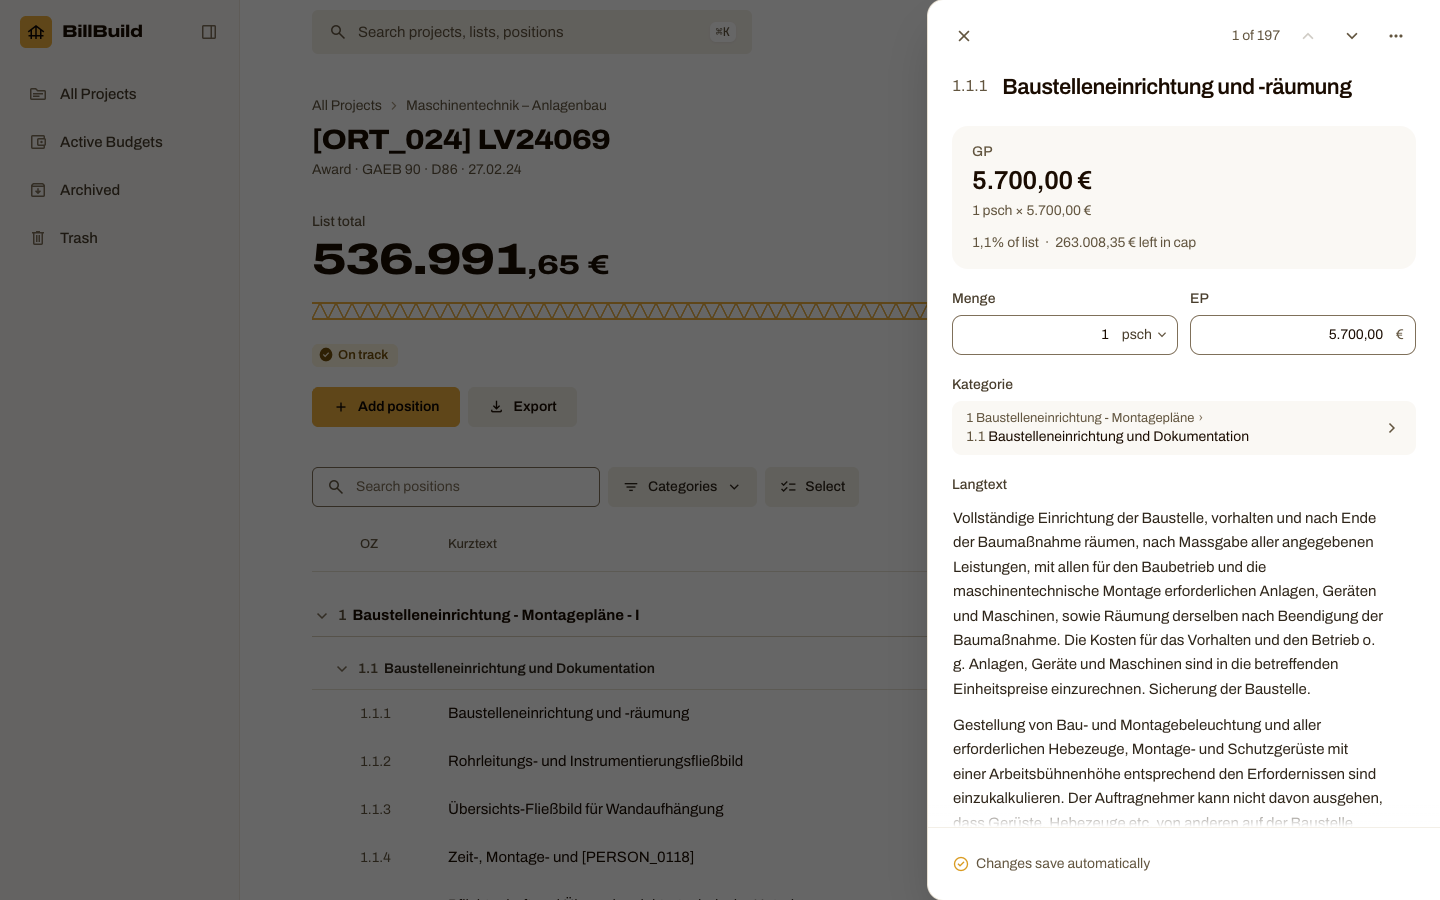 BillBuild
All Projects
Active Budgets
Archived
Trash
Search projects, lists, positions
⌘K
All Projects › Maschinentechnik – Anlagenbau
[ORT_024] LV24069
Award · GAEB 90 · D86 · 27.02.24
List total
536.991,65 €
On track
Add position
Export
Search positions
Categories
Select
OZ Kurztext
1 Baustelleneinrichtung - Montagepläne - I
1.1 Baustelleneinrichtung und Dokumentation
1.1.1 Baustelleneinrichtung und -räumung
1.1.2 Rohrleitungs- und Instrumentierungsfließbild
1.1.3 Übersichts-Fließbild für Wandaufhängung
1.1.4 Zeit-, Montage- und [PERSON_0118]
1 of 197
1.1.1 Baustelleneinrichtung und -räumung
GP
5.700,00 €
1 psch × 5.700,00 €
1,1% of list · 263.008,35 € left in cap
Menge EP
1 psch 5.700,00 €
Kategorie
1 Baustelleneinrichtung - Montagepläne ›
1.1 Baustelleneinrichtung und Dokumentation
Langtext
Vollständige Einrichtung der Baustelle, vorhalten und nach Ende
der Baumaßnahme räumen, nach Massgabe aller angegebenen
Leistungen, mit allen für den Baubetrieb und die
maschinentechnische Montage erforderlichen Anlagen, Geräten
und Maschinen, sowie Räumung derselben nach Beendigung der
Baumaßnahme. Die Kosten für das Vorhalten und den Betrieb o.
g. Anlagen, Geräte und Maschinen sind in die betreffenden
Einheitspreise einzurechnen. Sicherung der Baustelle.
Gestellung von Bau- und Montagebeleuchtung und aller
erforderlichen Hebezeuge, Montage- und Schutzgerüste mit
einer Arbeitsbühnenhöhe entsprechend den Erfordernissen sind
einzukalkulieren. Der Auftragnehmer kann nicht davon ausgehen,
dass Gerüste, Hebezeuge etc. von anderen auf der Baustelle
Changes save automatically